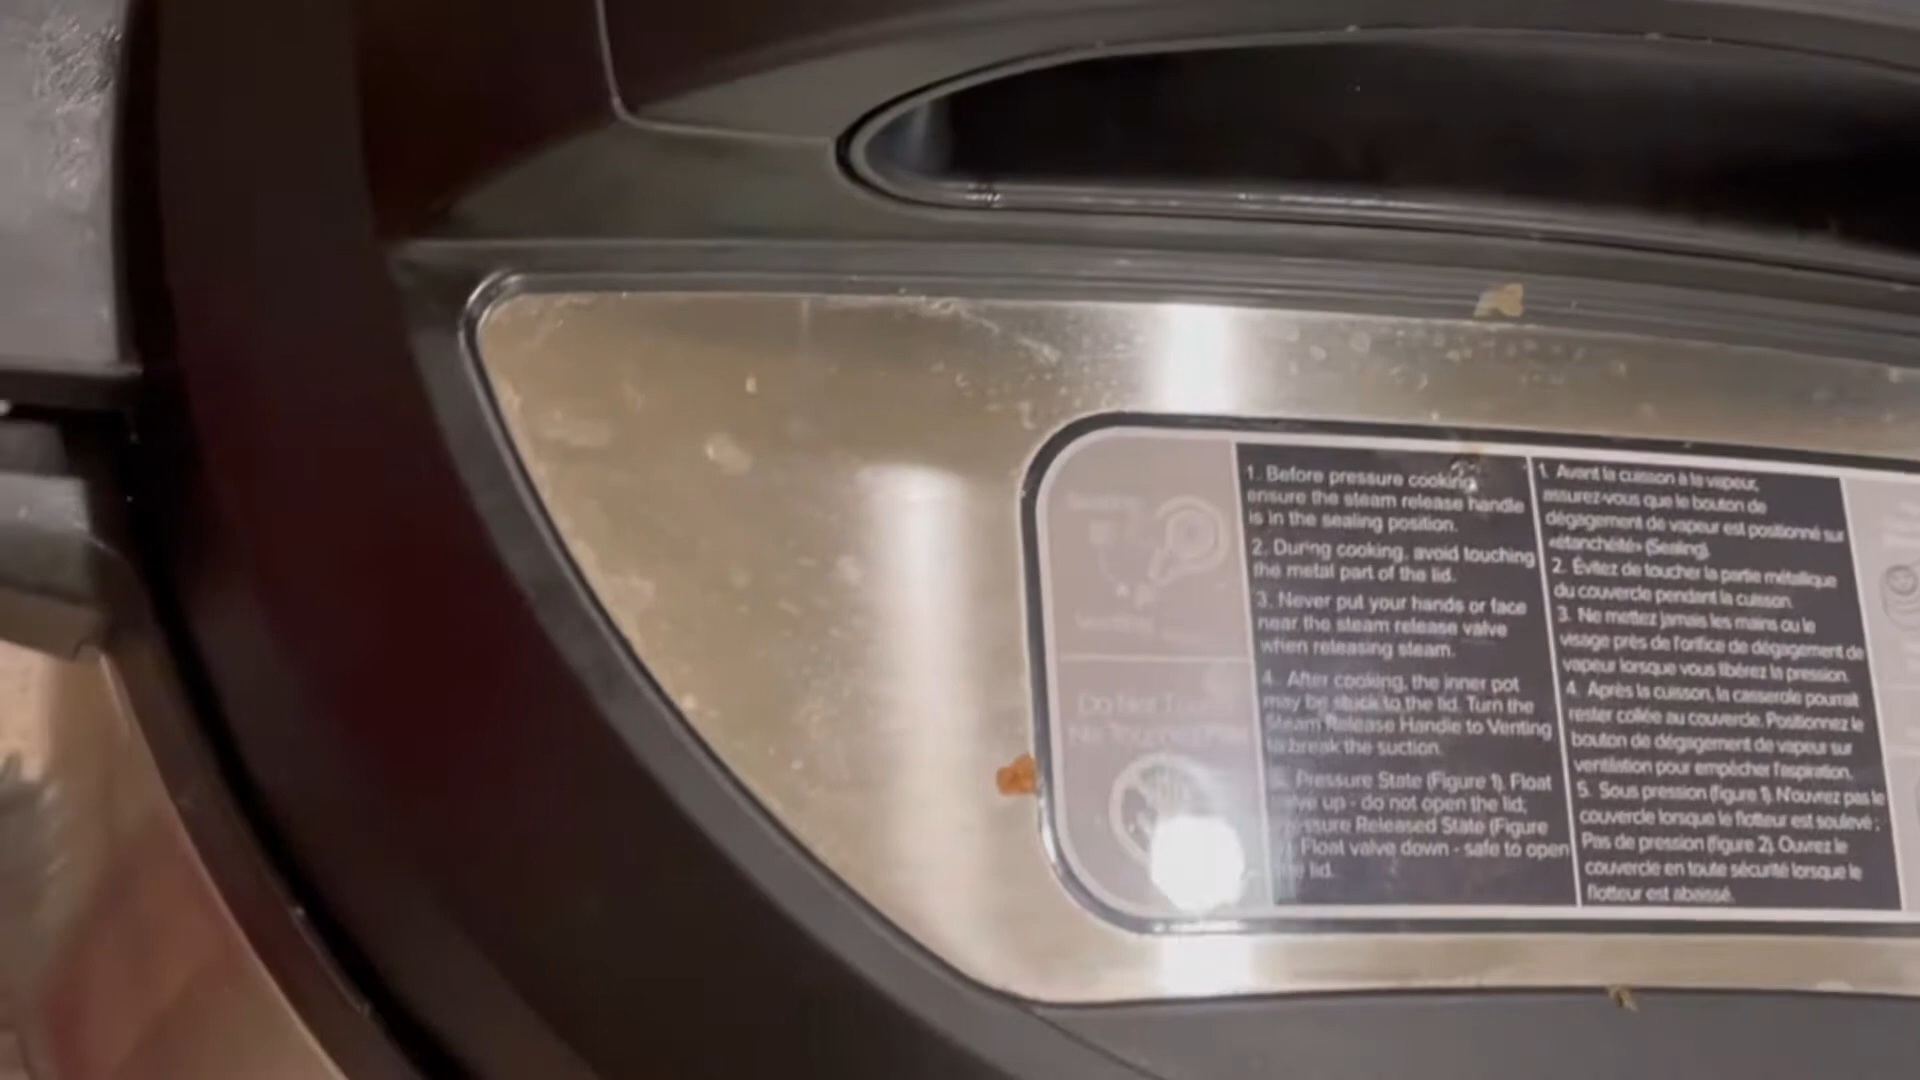 1. Before pressure cooking
ensure the steam release handle
is in the sealing position.
2. During cooking, avoid touching
the metal part of the lid.
3. Never put your hands or face
near the steam release valve
when releasing steam.
4. After cooking, the inner pot
may be stuck to the lid. Turn the
Steam Release Handle to Venting
to break the suction.
Pressure State (Figure 1). Float
up - do not open the lid;
Released State (Figure
Float valve down - safe to open
lid.
1. Avant la cuisson à la vapeur,
assurez-vous que le bouton de
dégagement de vapeur est positionné sur
«étanchéité» (Sealing).
2. Évitez de toucher la partie métallique
du couvercle pendant la cuisson.
3. Ne mettez jamais les mains ou le
visage près de l'orifice de dégagement de
vapeur lorsque vous libérez la pression.
4. Après la cuisson, la casserole pourrait
rester collée au couvercle. Positionnez le
bouton de dégagement de vapeur sur
ventilation pour empêcher l'aspiration.
5. Sous pression (figure 1). N'ouvrez pas le
couvercle lorsque le flotteur est soulevé ;
Pas de pression (figure 2). Ouvrez le
couvercle en toute sécurité lorsque le
flotteur est abaissé.
Do Not